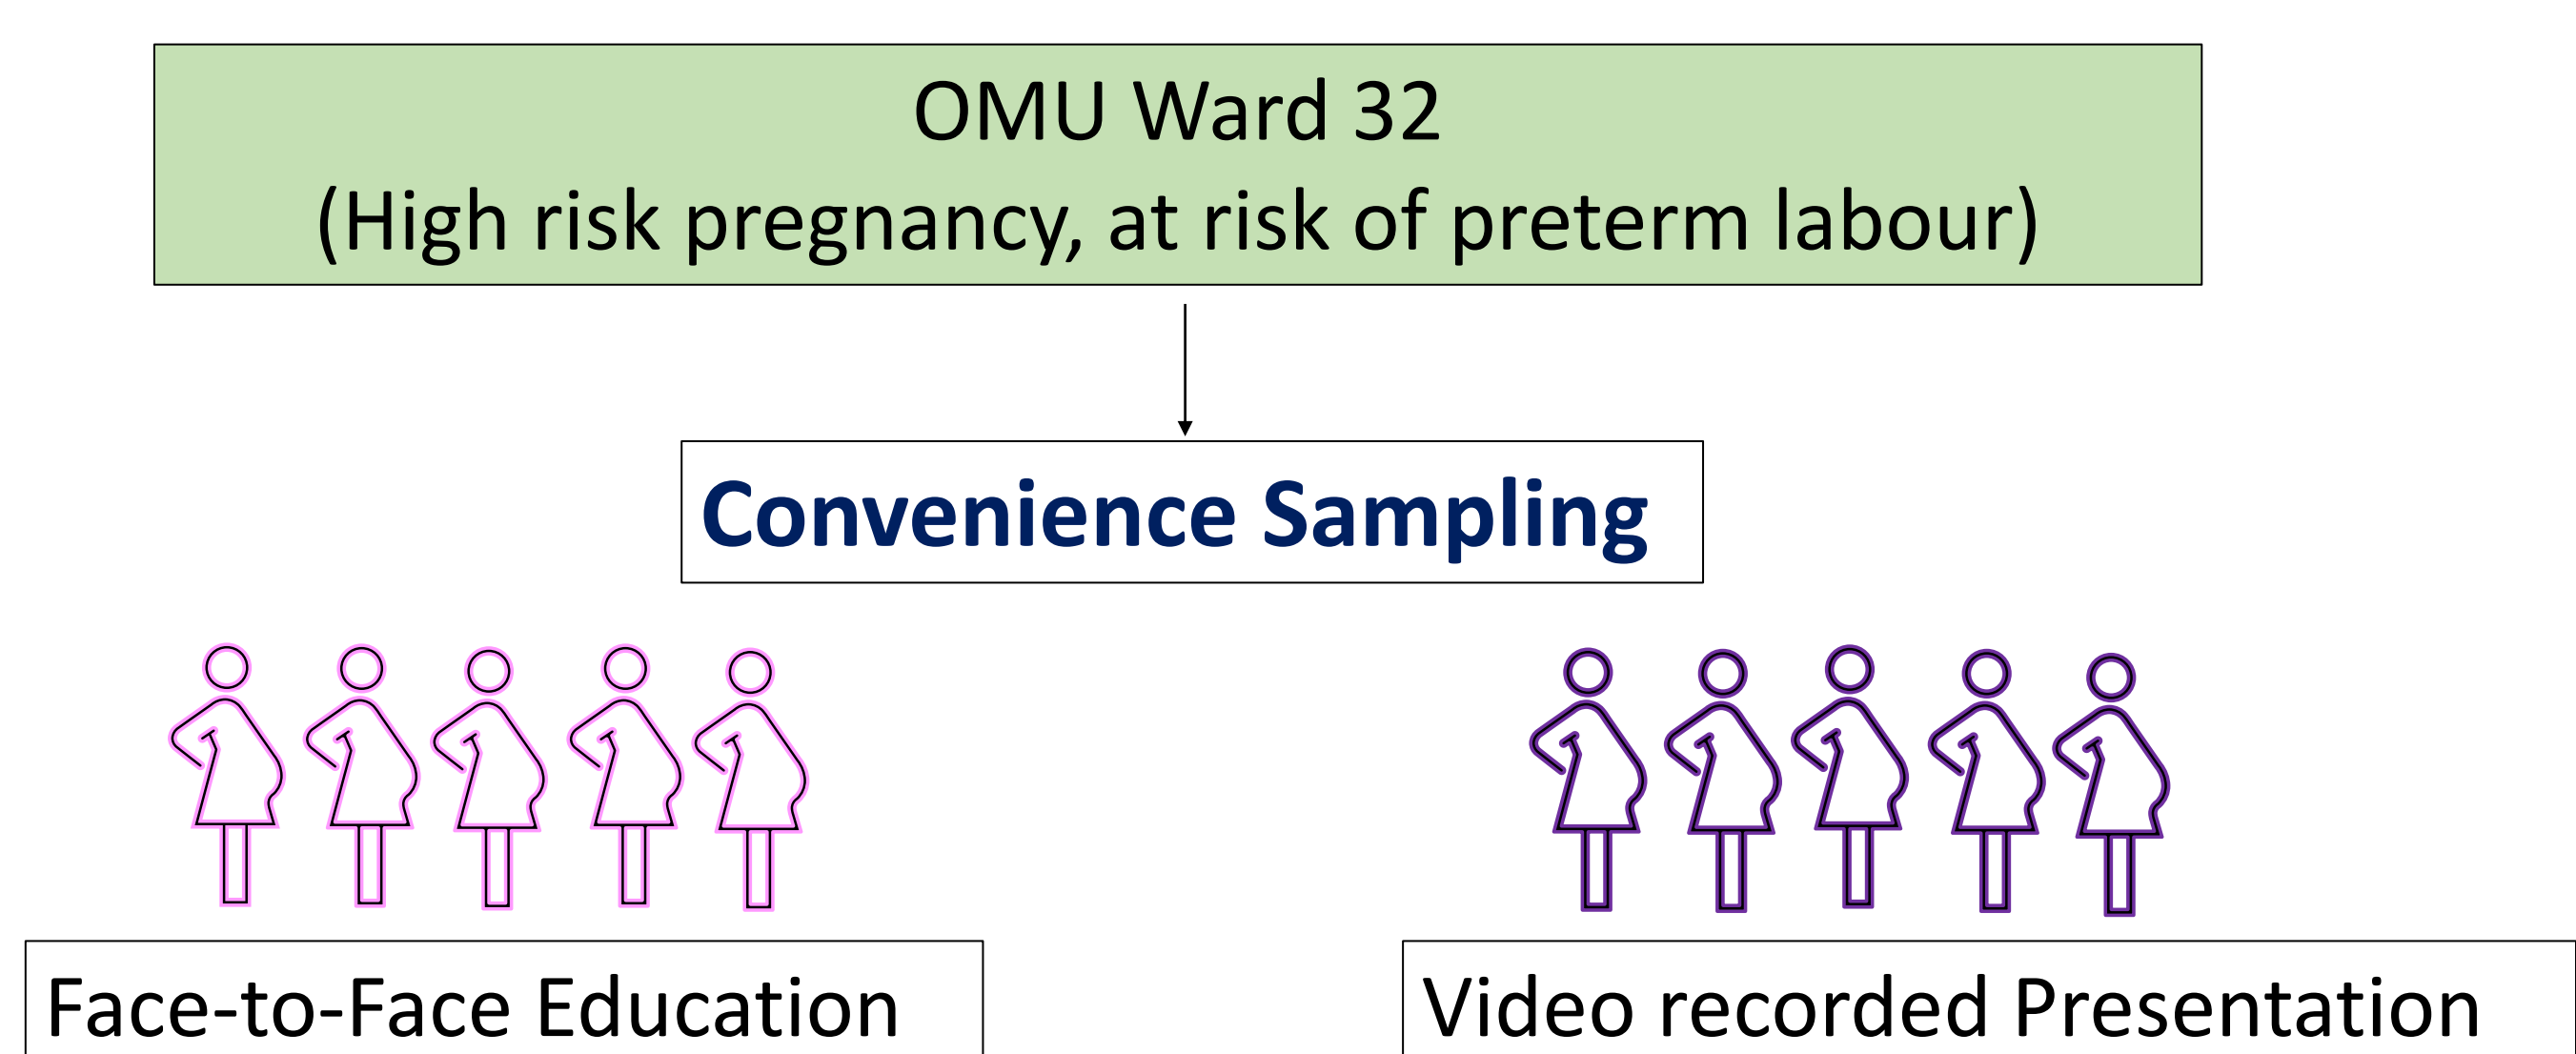 OMU Ward 32
(High risk pregnancy, at risk of preterm labour)
Convenience Sampling
Face-to-Face Education
Video recorded Presentation